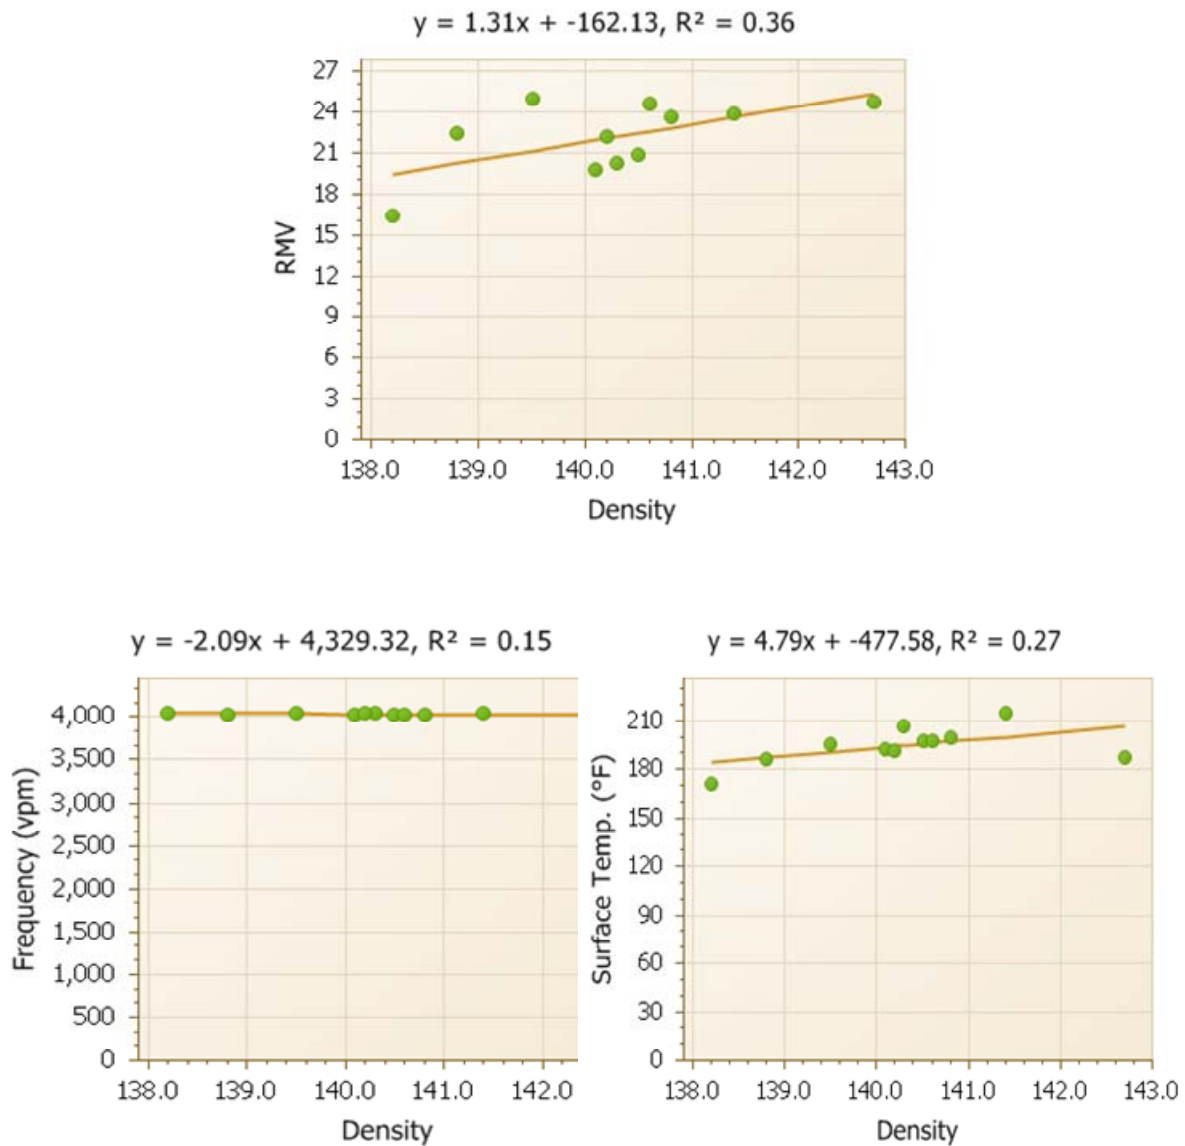 y = 1.31x + -162.13, R² = 0.36
27
24
21
18
15
12
9
6
3
0
RMV
138.0 139.0 140.0 141.0 142.0 143.0
Density
y = -2.09x + 4,329.32, R² = 0.15
4,000
3,500
3,000
2,500
2,000
1,500
1,000
500
0
Frequency (vpm)
138.0 139.0 140.0 141.0 142.0
Density
y = 4.79x + -477.58, R² = 0.27
210
180
150
120
90
60
30
0
Surface Temp. (°F)
138.0 139.0 140.0 141.0 142.0 143.0
Density